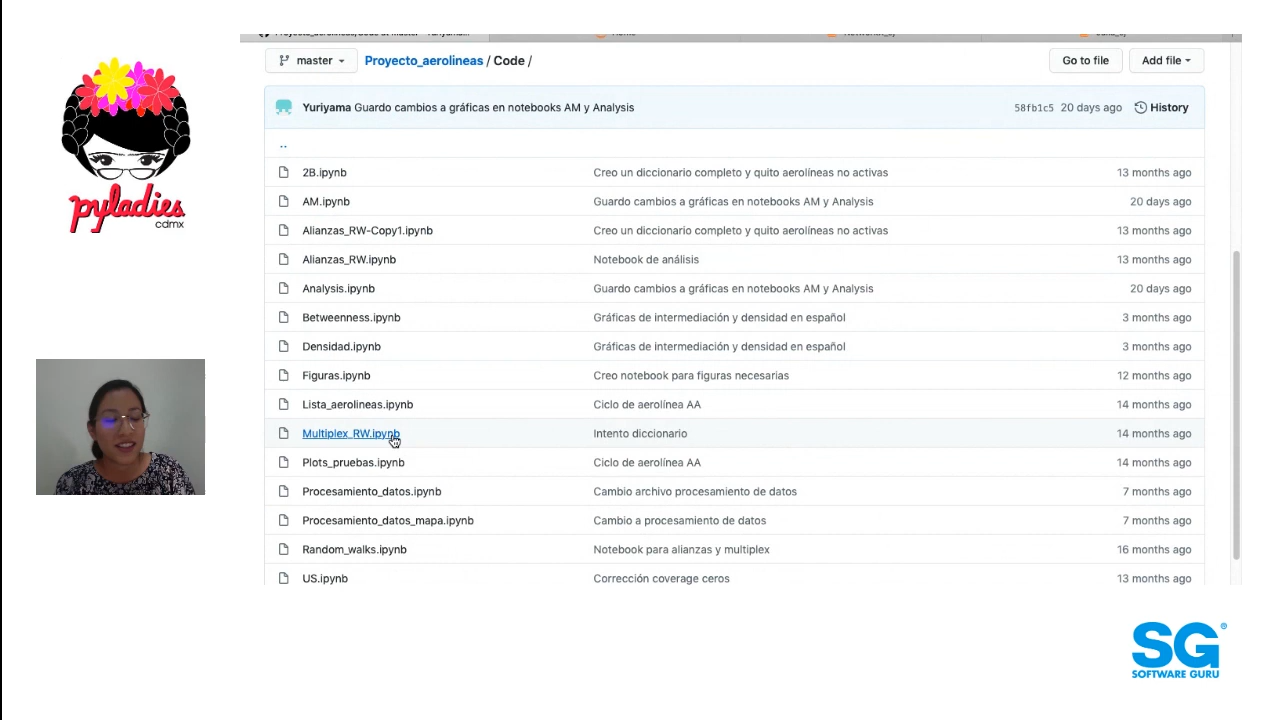 master
Proyecto_aerolineas / Code /
Go to file
Add file
Yuriyama Guardo cambios a gráficas en notebooks AM y Analysis
58fb1c5 20 days ago History
..
2B.ipynb Creo un diccionario completo y quito aerolíneas no activas 13 months ago
AM.ipynb Guardo cambios a gráficas en notebooks AM y Analysis 20 days ago
Alianzas_RW-Copy1.ipynb Creo un diccionario completo y quito aerolíneas no activas 13 months ago
Alianzas_RW.ipynb Notebook de análisis 13 months ago
Analysis.ipynb Guardo cambios a gráficas en notebooks AM y Analysis 20 days ago
Betweenness.ipynb Gráficas de intermediación y densidad en español 3 months ago
Densidad.ipynb Gráficas de intermediación y densidad en español 3 months ago
Figuras.ipynb Creo notebook para figuras necesarias 12 months ago
Lista_aerolineas.ipynb Ciclo de aerolínea AA 14 months ago
Multiplex_RW.ipynb Intento diccionario 14 months ago
Plots_pruebas.ipynb Ciclo de aerolínea AA 14 months ago
Procesamiento_datos.ipynb Cambio archivo procesamiento de datos 7 months ago
Procesamiento_datos_mapa.ipynb Cambio a procesamiento de datos 7 months ago
Random_walks.ipynb Notebook para alianzas y multiplex 16 months ago
US.ipynb Corrección coverage ceros 13 months ago
pyladies
cdmx
SG®
SOFTWARE GURU